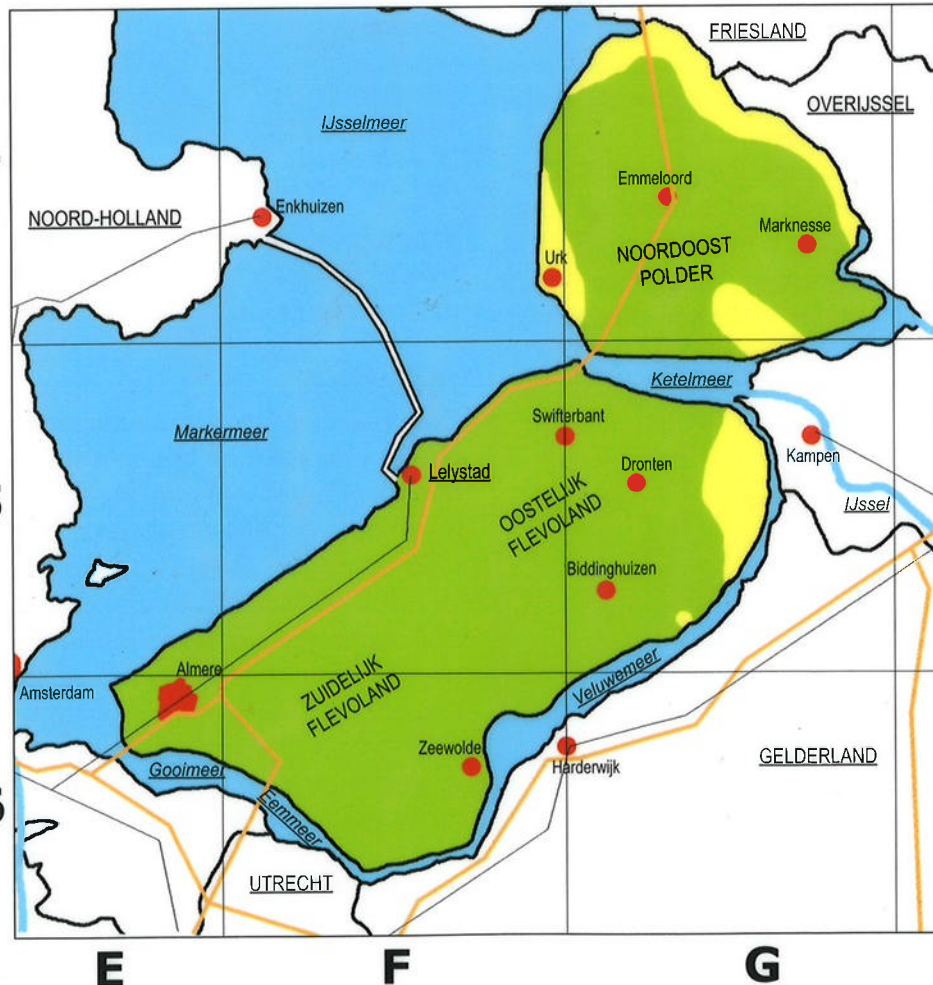 FRIESLAND
OVERIJSSEL
IJsselmeer
Emmeloord
NOORD-HOLLAND
Enkhuizen
Marknesse
Urk
NOORDOOST
POLDER
Ketelmeer
Markermeer
Swifterbant
Kampen
Lelystad
Dronten
IJssel
OOSTELIJK
FLEVOLAND
Biddinghuizen
Almere
Amsterdam
ZUIDELIJK
FLEVOLAND
Veluwemeer
Zeewolde
Harderwijk
GELDERLAND
Gooimeer
Eemmeer
UTRECHT
E
F
G